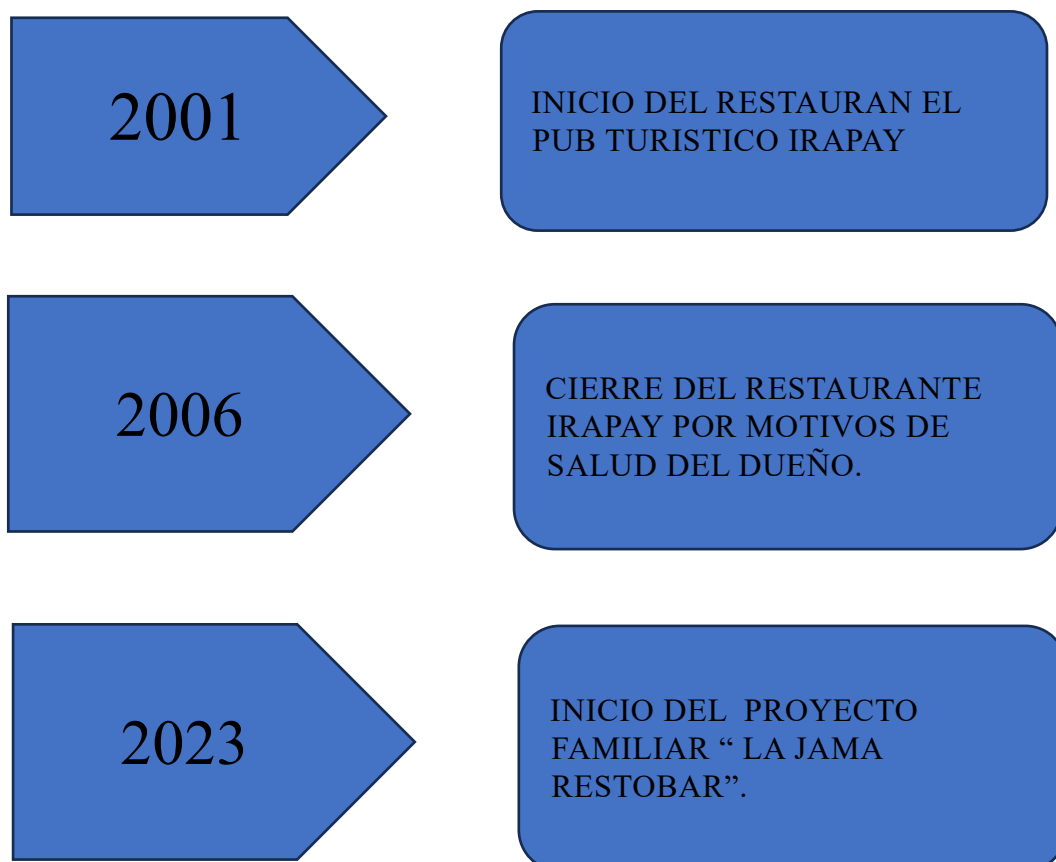 2001
INICIO DEL RESTAURAN EL
PUB TURISTICO IRAPAY
2006
CIERRE DEL RESTAURANTE
IRAPAY POR MOTIVOS DE
SALUD DEL DUEÑO.
2023
INICIO DEL  PROYECTO
FAMILIAR “ LA JAMA
RESTOBAR”.